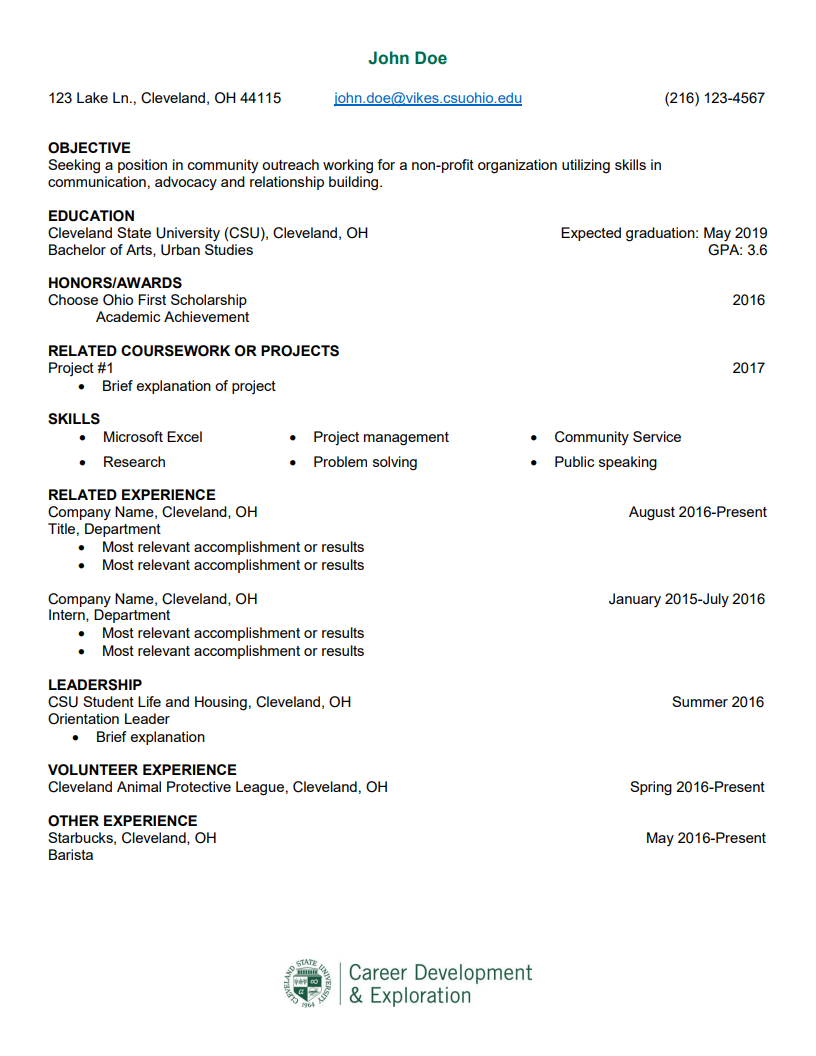 John Doe
123 Lake Ln., Cleveland, OH 44115 john.doe@vikes.csuohio.edu (216) 123-4567
OBJECTIVE
Seeking a position in community outreach working for a non-profit organization utilizing skills in
communication, advocacy and relationship building.
EDUCATION
Cleveland State University (CSU), Cleveland, OH Expected graduation: May 2019
Bachelor of Arts, Urban Studies GPA: 3.6
HONORS/AWARDS
Choose Ohio First Scholarship 2016
Academic Achievement
RELATED COURSEWORK OR PROJECTS
Project #1 2017
• Brief explanation of project
SKILLS
• Microsoft Excel • Project management • Community Service
• Research • Problem solving • Public speaking
RELATED EXPERIENCE
Company Name, Cleveland, OH August 2016-Present
Title, Department
• Most relevant accomplishment or results
• Most relevant accomplishment or results
Company Name, Cleveland, OH January 2015-July 2016
Intern, Department
• Most relevant accomplishment or results
• Most relevant accomplishment or results
LEADERSHIP
CSU Student Life and Housing, Cleveland, OH Summer 2016
Orientation Leader
• Brief explanation
VOLUNTEER EXPERIENCE
Cleveland Animal Protective League, Cleveland, OH Spring 2016-Present
OTHER EXPERIENCE
Starbucks, Cleveland, OH May 2016-Present
Barista
CLEVELAND STATE UNIVERSITY
1964
Career Development
& Exploration